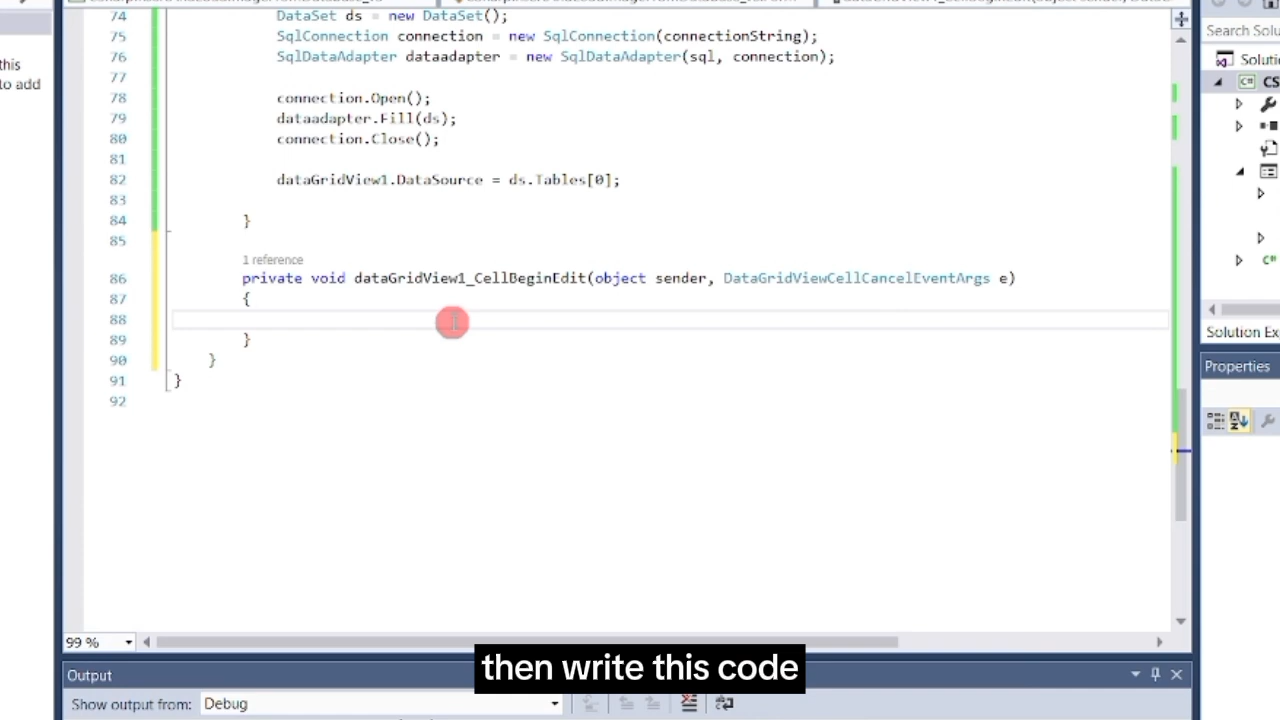 this
to add
74 DataSet ds = new DataSet();
75 SqlConnection connection = new SqlConnection(connectionString);
76 SqlDataAdapter dataadapter = new SqlDataAdapter(sql, connection);
77
78 connection.Open();
79 dataadapter.Fill(ds);
80 connection.Close();
81
82 dataGridView1.DataSource = ds.Tables[0];
83
84 }
85
1 reference
86 private void dataGridView1_CellBeginEdit(object sender, DataGridViewCellCancelEventArgs e)
87 {
88
89 }
90 }
91 }
92
99 %
then write this code
Output
Show output from: Debug
Search Solu
Soluti
C# CS
C#
Solution Ex
Properties